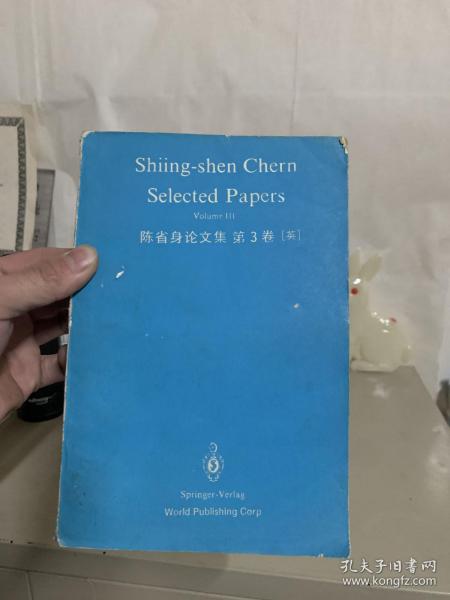 Shiing-shen Chern
Selected Papers
Volume III
陈省身论文集 第3卷 [英]
Springer-Verlag
World Publishing Corp
孔夫子旧书网
www.kongfz.com